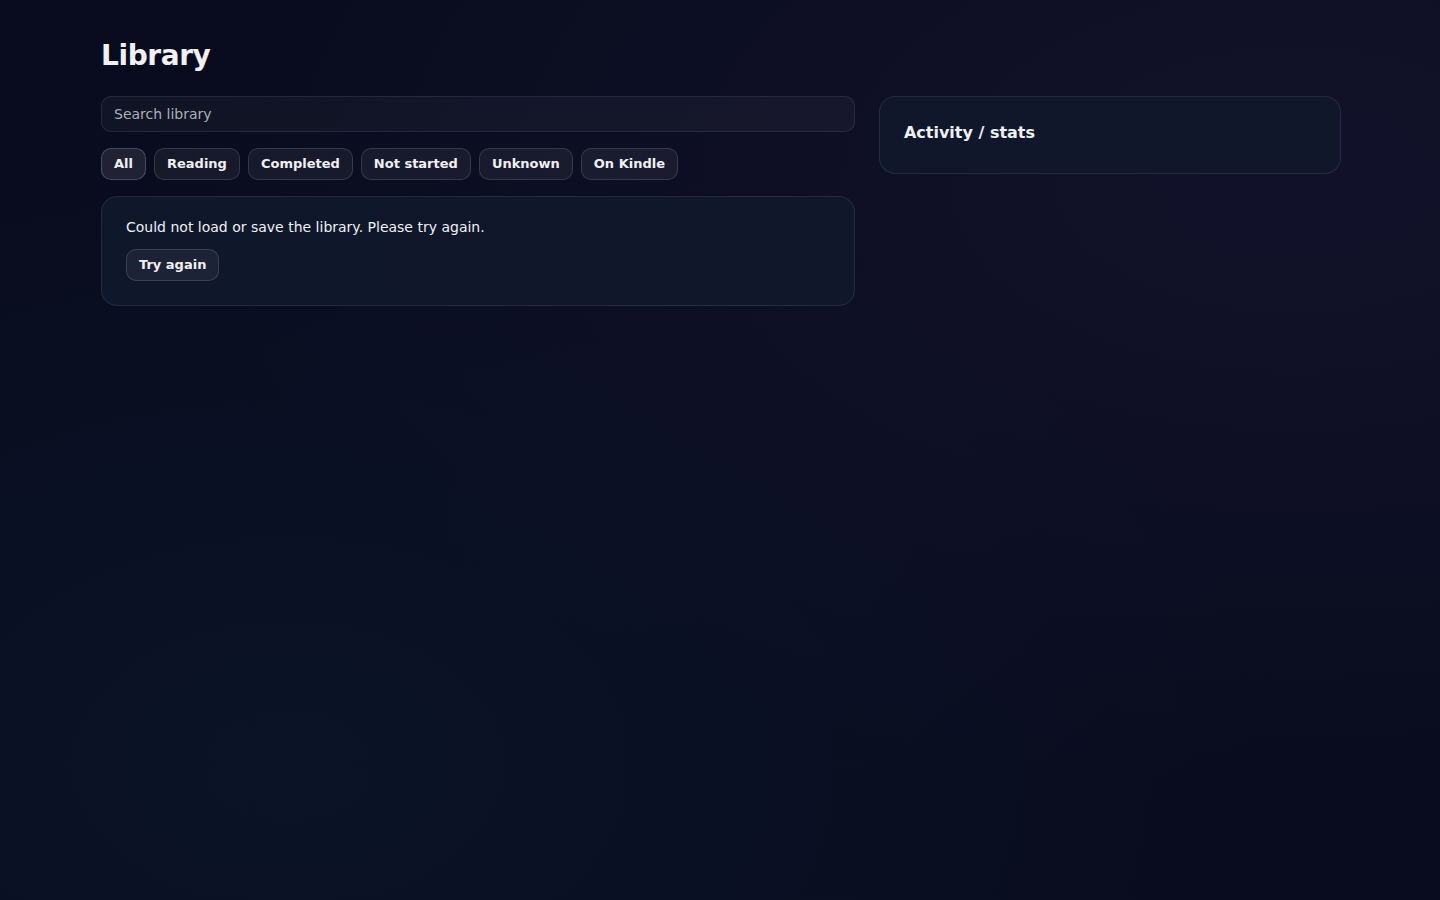 Library
Search library
All Reading Completed Not started Unknown On Kindle
Could not load or save the library. Please try again.
Try again
Activity / stats